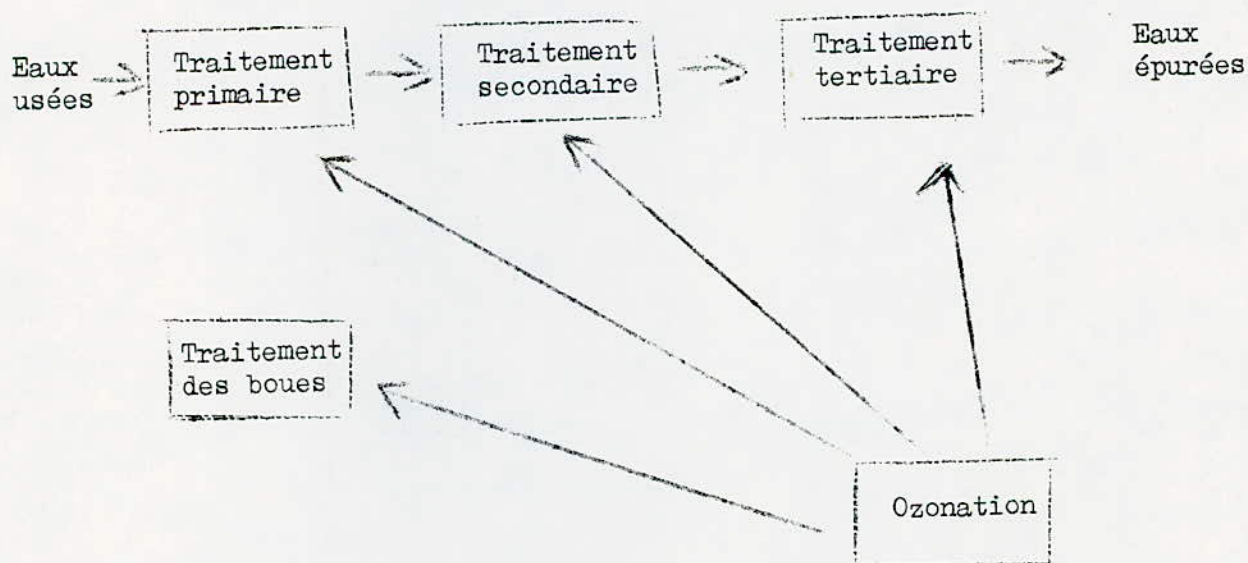 Eaux
usées
Traitement
primaire
Traitement
secondaire
Traitement
tertiaire
Eaux
épurées
Traitement
des boues
Ozonation